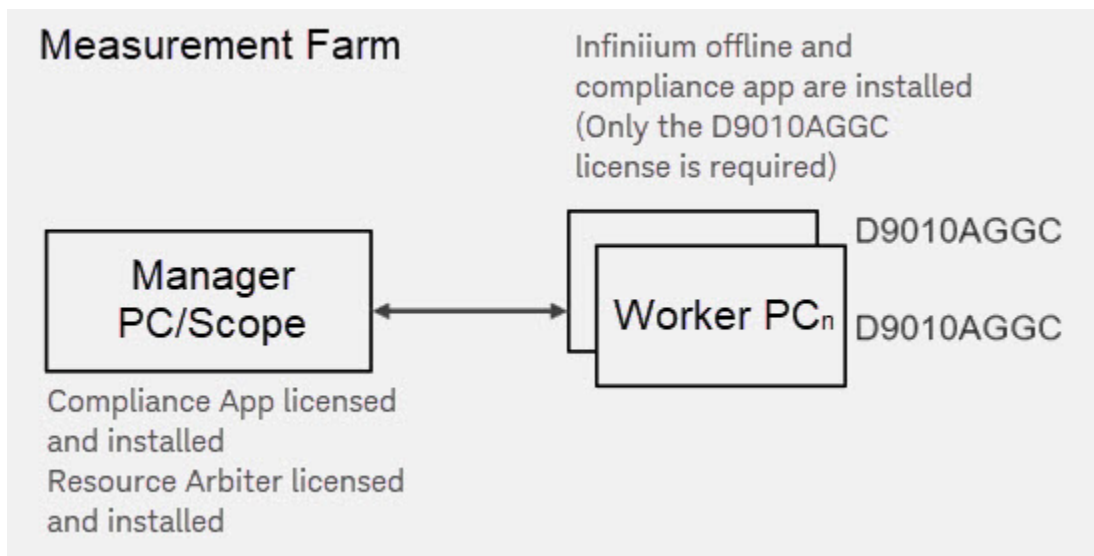 Measurement Farm
Infiniium offline and
compliance app are installed
(Only the D9010AGGC
license is required)
Manager
PC/Scope
Worker PCn
D9010AGGC
D9010AGGC
Compliance App licensed
and installed
Resource Arbiter licensed
and installed